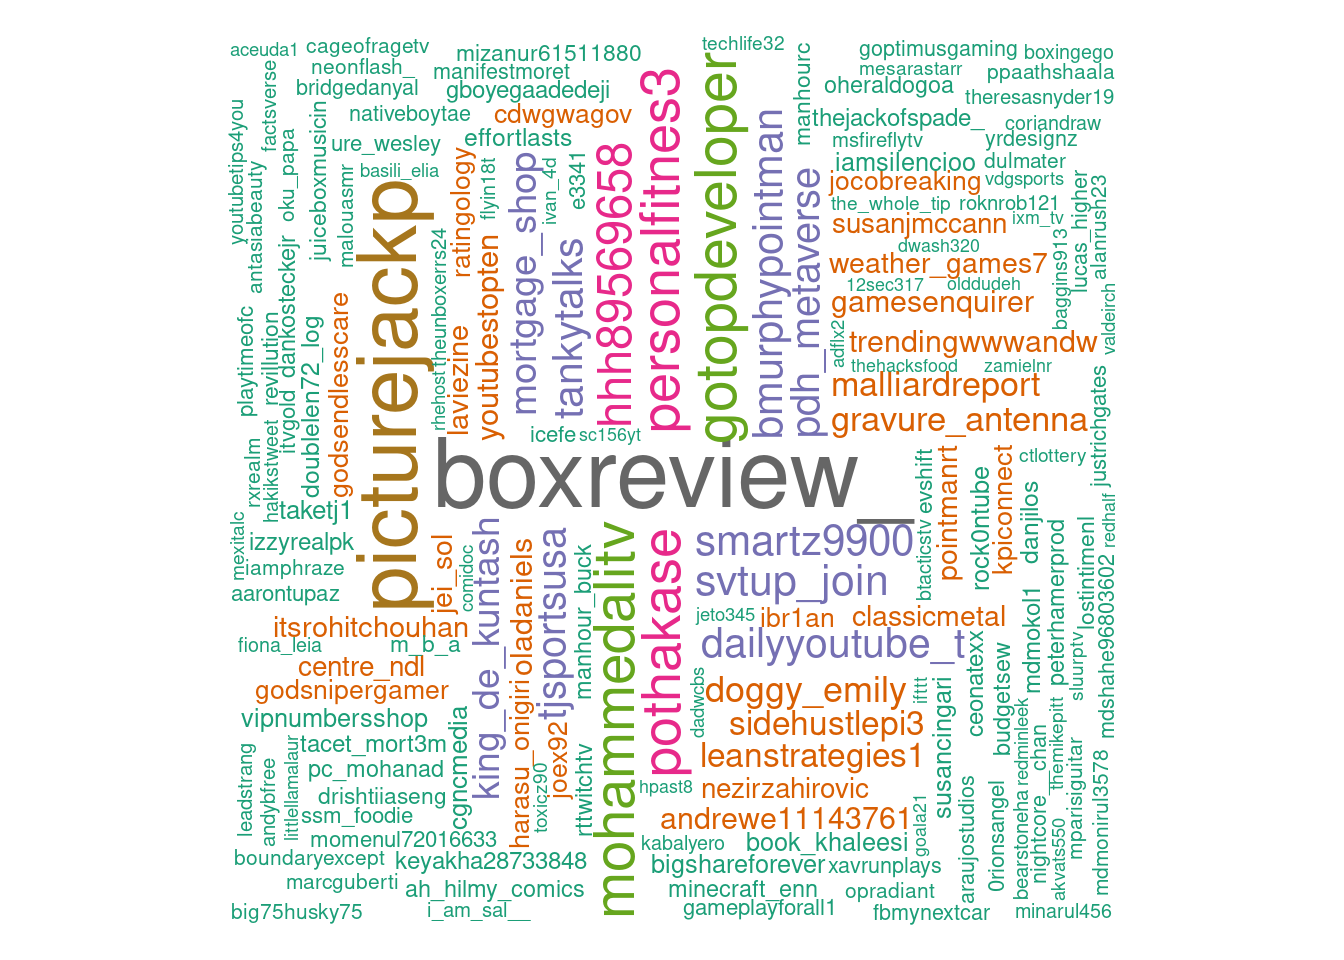 aceuda1
cageofragetv
mizanur61511880
techlife32
goptimusgaming
boxingego
neonflash_
manifestmoret
mesarastarr
ppaathshaala
bridgedanyal
gboyegaadedeji
oheraldogoa
theresasnyder19
nativeboytae
cdwgwagov
thejackofspade_
coriandraw
ure_wesley
effortlasts
msfireflytv
yrdesignz
basili_elia
iamsilencioo
dulmater
jocobreaking
vdgsports
the_whole_tip
roknrob121
susanjmccann
ixm_tv
dwash320
weather_games7
12sec317
olddudeh
gamesenquirer
trendingwwwandw
thehacksfood
zamielnr
malliardreport
gravure_antenna
youtubetips4you
factsverse
antasiabeauty
oku_papa
juiceboxmusicin
malouasmr
dankosteckejr
picturejackp
rhehost
theunboxerrs24
ratingology
flyin18t
laviezine
youtubestopten
mortgage_shop
ivan_4d
e3341
tankytalks
hhh89569658
personalfitnes3
gotopdeveloper
bmurphypointman
manhourc
pdh_metaverse
adflx2
baggins913
lucas_higher
alanrush23
valdeirch
justrichgates
playtimeofc
revillution
itvgold_
doublelen72_log
godsendlesscare
rxrealm
hakikstweet
icefe
sc156yt
boxreview_
ctlottery
taketj1
izzyrealpk
iamphraze
aarontupaz
mexitalc
jei_sol
comidoc
king_de_kuntash
oladaniels
harasu_onigiri
tjsportsusa
manhour_buck
mohammedalitv
pothakase
smartz9900
svtup_join
btacticstv
evshift
pointmanrt
rock0ntube
kpiconnect
danjilos
redhalf
lostintimenl
jeto345
ibr1an
classicmetal
itsrohitchouhan
fiona_leia
m_b_a
dailyyoutube_t
centre_ndl
godsnipergamer
doggy_emily
vipnumbersshop
sidehustlepi3
tacet_mort3m
leanstrategies1
pc_mohanad
drishtiiaseng
nezirzahirovic
ssm_foodie
hpast8
andrewe11143761
momenul72016633
kabalyero
book_khaleesi
boundaryexcept
keyakha28733848
bigshareforever
xavrunplays
marcguberti
ah_hilmy_comics
minecraft_enn
opradiant
big75husky75
i_am_sal__
gameplayforall1
fbmynextcar
minarul456
leadstrang
andybfree
littlellamalaur
cgncmedia
joex92
toxicz90
rttwitchtv
dadwcbs
ifttt
goala21
susancingari
ceonatexx
budgetsew
mdmokol1
peterhamerprod
sluurptv
mdshahe96803602
araujostudios
0rionsangel
bearstoneha
redminleek
nightcore_chan
akvats550
_themikepitt
mparisiguitar
mdmonirul3578